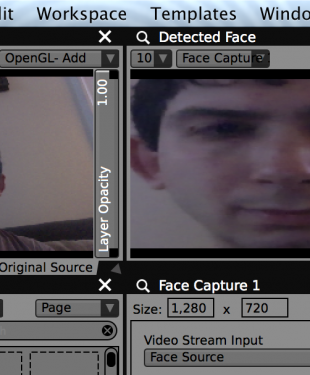 dit Workspace Templates Windo
Detected Face
OpenGL- Add
10 Face Capture
1.00
Layer Opacity
Original Source
Face Capture 1
Page
Size: 1,280 x 720
Video Stream Input
Face Source